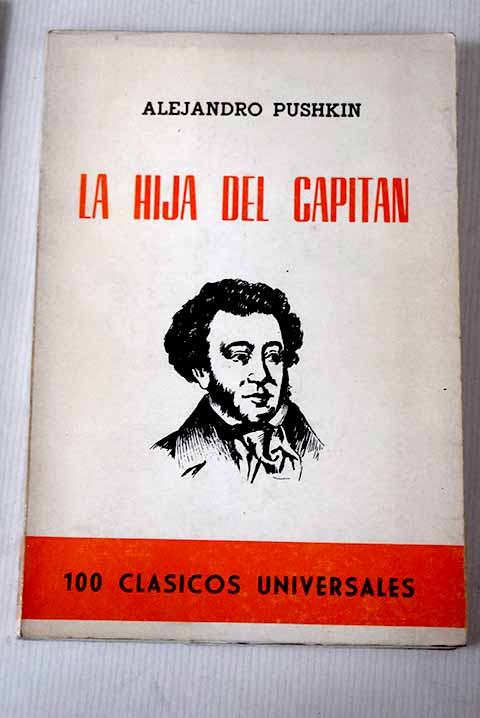 ALEJANDRO PUSHKIN
LA HIJA DEL CAPITAN
100 CLASICOS UNIVERSALES